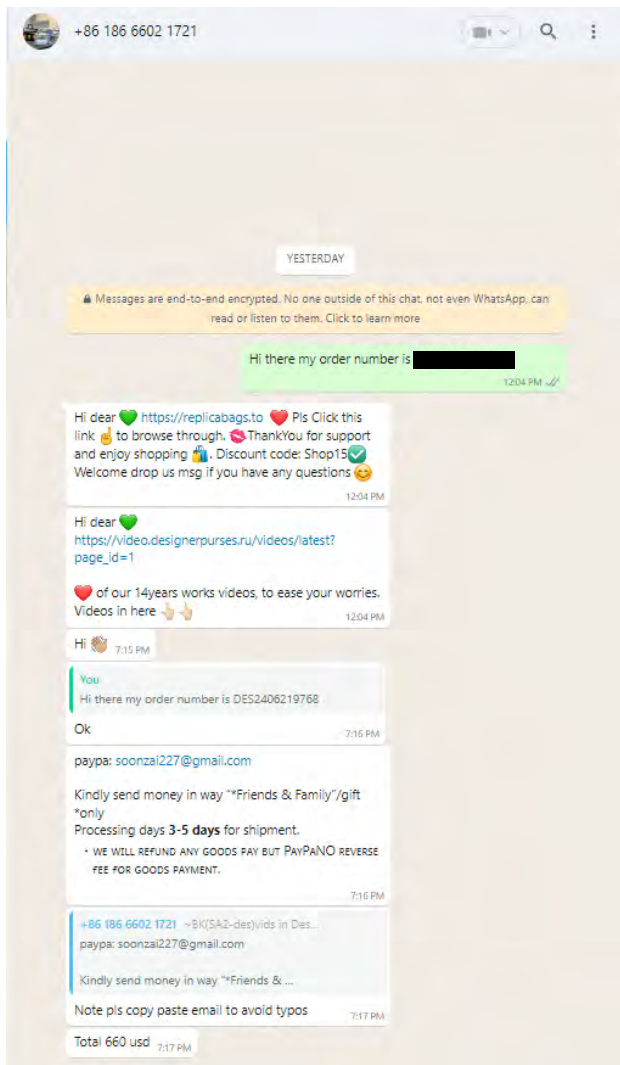 +86 186 6602 1721
YESTERDAY
Messages are end-to-end encrypted. No one outside of this chat, not even WhatsApp, can
read or listen to them. Click to learn more
Hi there my order number is
12:04 PM
Hi dear 💚 https://replicabags.to ❤️ Pls Click this
link ☝️ to browse through. 💋ThankYou for support
and enjoy shopping 🛍️. Discount code: Shop15✅
Welcome drop us msg if you have any questions 😊
12:04 PM
Hi dear 💚
https://video.designerpurses.ru/videos/latest?
page_id=1
❤️ of our 14years works videos, to ease your worries.
Videos in here 👆🏻👆🏻
12:04 PM
Hi 👋🏼 7:15 PM
You
Hi there my order number is DES2406219768
Ok
7:16 PM
paypa: soonzai227@gmail.com
Kindly send money in way "*Friends & Family"/gift
*only
Processing days 3-5 days for shipment.
• WE WILL REFUND ANY GOODS PAY BUT PAYPANO REVERSE
FEE FOR GOODS PAYMENT.
7:16 PM
+86 186 6602 1721 ~BK(SA2-des)vids in Des...
paypa: soonzai227@gmail.com
Kindly send money in way "*Friends & ...
Note pls copy paste email to avoid typos
7:17 PM
Total 660 usd 7:17 PM